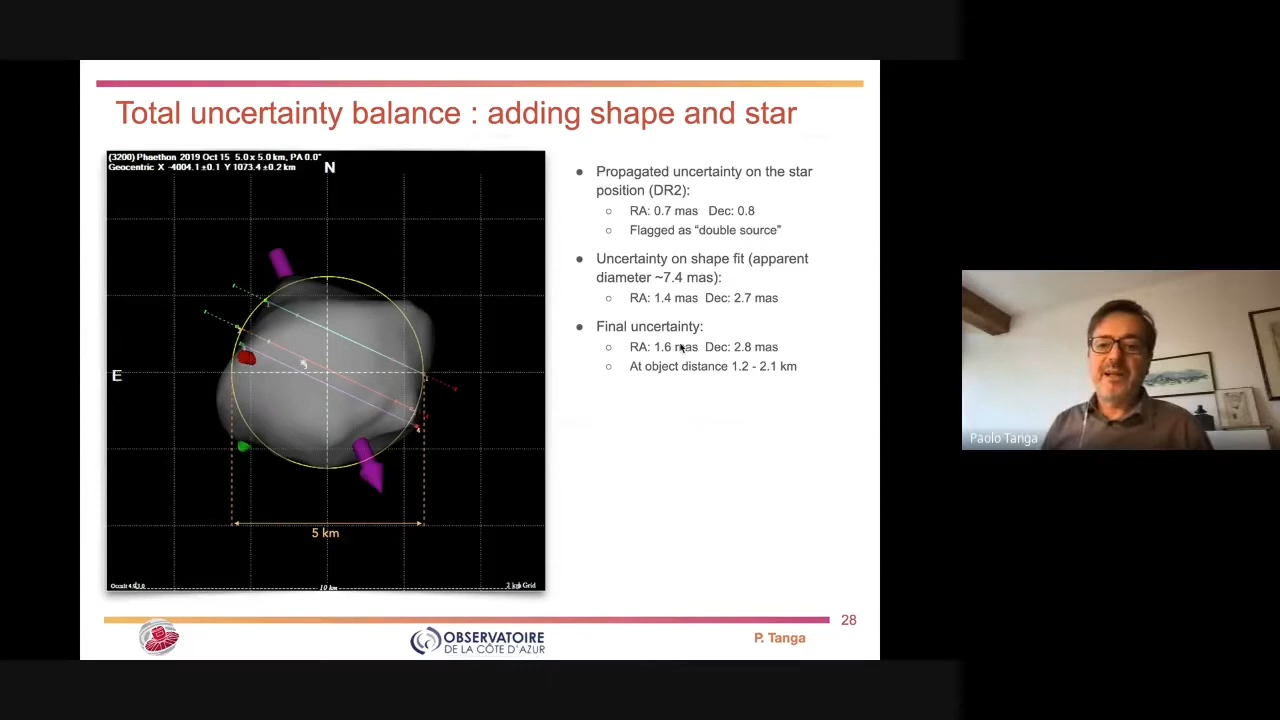 Total uncertainty balance : adding shape and star
(3200) Phaethon 2019 Oct 15 5.0 x 5.0 km, PA 0.0°
Geocentric X -4004.1±0.1 Y 1073.4±0.2 km
N
E
5 km
10 km
2 km Grid
● Propagated uncertainty on the star
position (DR2):
○ RA: 0.7 mas Dec: 0.8
○ Flagged as “double source”
● Uncertainty on shape fit (apparent
diameter ~7.4 mas):
○ RA: 1.4 mas Dec: 2.7 mas
● Final uncertainty:
○ RA: 1.6 mas Dec: 2.8 mas
○ At object distance 1.2 - 2.1 km
28
OBSERVATOIRE
DE LA CÔTE D'AZUR
P. Tanga
Paolo Tanga